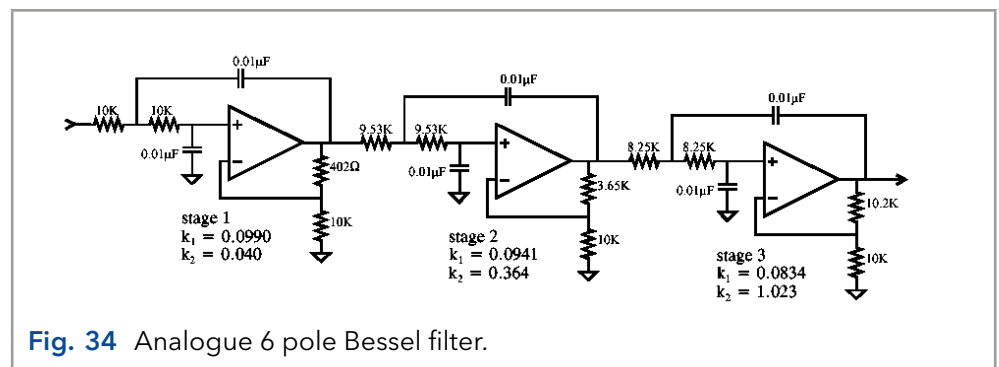 0.01μF
10K
10K
0.01μF
402Ω
10K
stage 1
k₁ = 0.0990
k₂ = 0.040
0.01μF
9.53K
9.53K
0.01μF
3.65K
10K
stage 2
k₁ = 0.0941
k₂ = 0.364
0.01μF
8.25K
8.25K
0.01μF
10.2K
10K
stage 3
k₁ = 0.0834
k₂ = 1.023
Fig. 34 Analogue 6 pole Bessel filter.